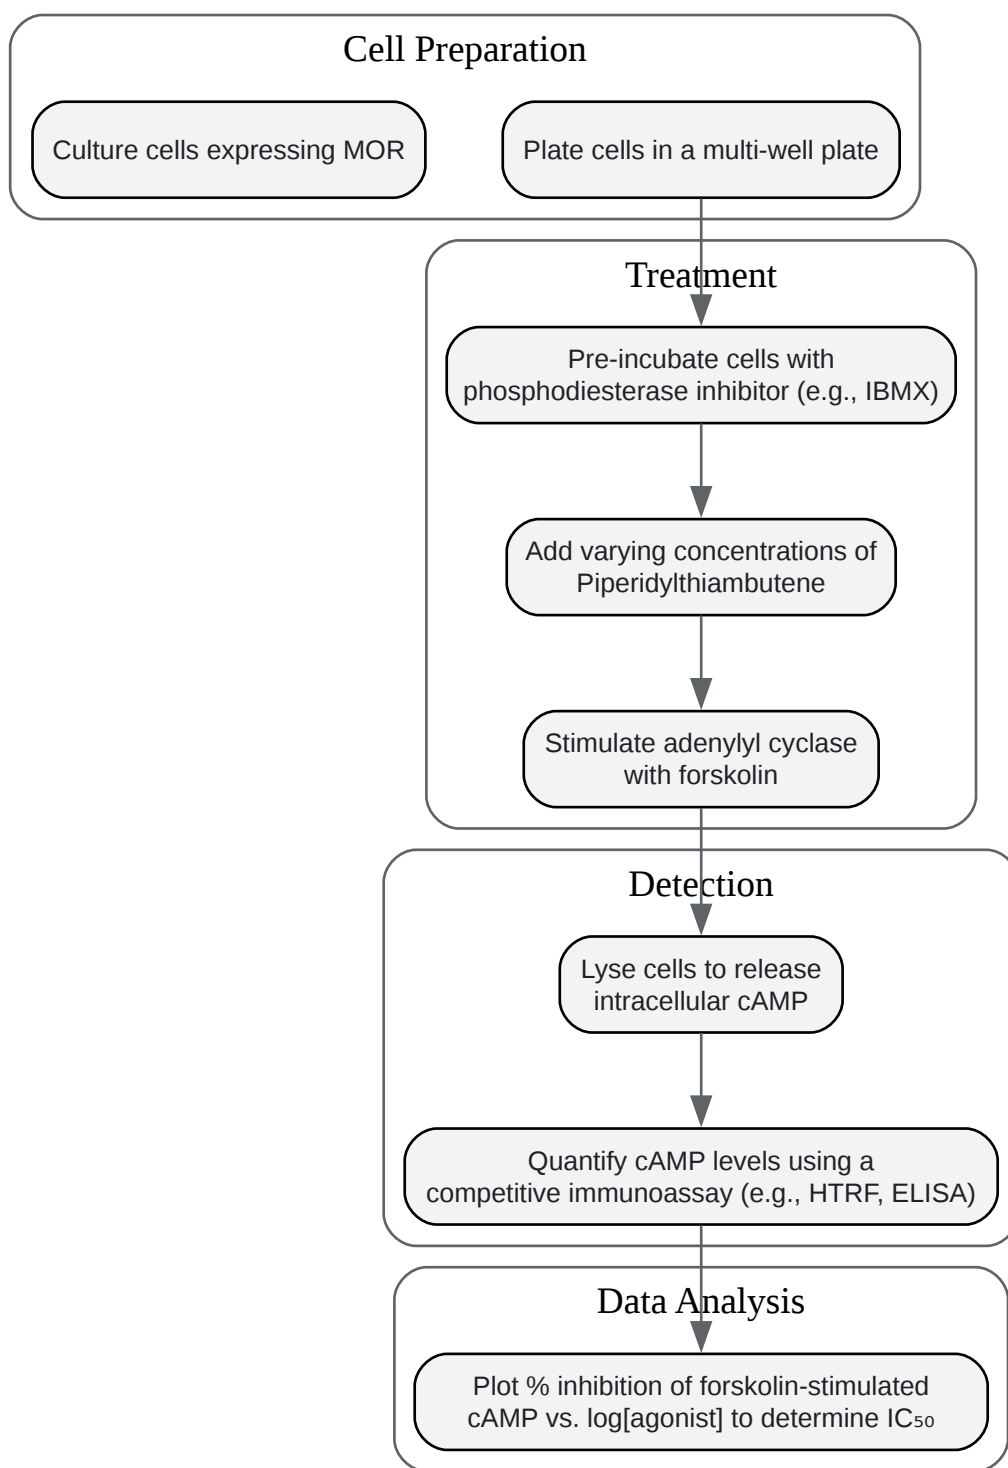 Cell Preparation
Culture cells expressing MOR
Plate cells in a multi-well plate
Treatment
Pre-incubate cells with
phosphodiesterase inhibitor (e.g., IBMX)
Add varying concentrations of
Piperidylthiambutene
Stimulate adenylyl cyclase
with forskolin
Detection
Lyse cells to release
intracellular cAMP
Quantify cAMP levels using a
competitive immunoassay (e.g., HTRF, ELISA)
Data Analysis
Plot % inhibition of forskolin-stimulated
cAMP vs. log[agonist] to determine IC₅₀